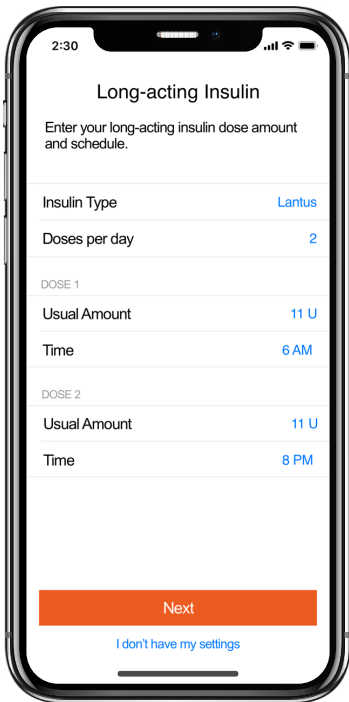 2:30
Long-acting Insulin
Enter your long-acting insulin dose amount
and schedule.
Insulin Type Lantus
Doses per day 2
DOSE 1
Usual Amount 11 U
Time 6 AM
DOSE 2
Usual Amount 11 U
Time 8 PM
Next
I don't have my settings